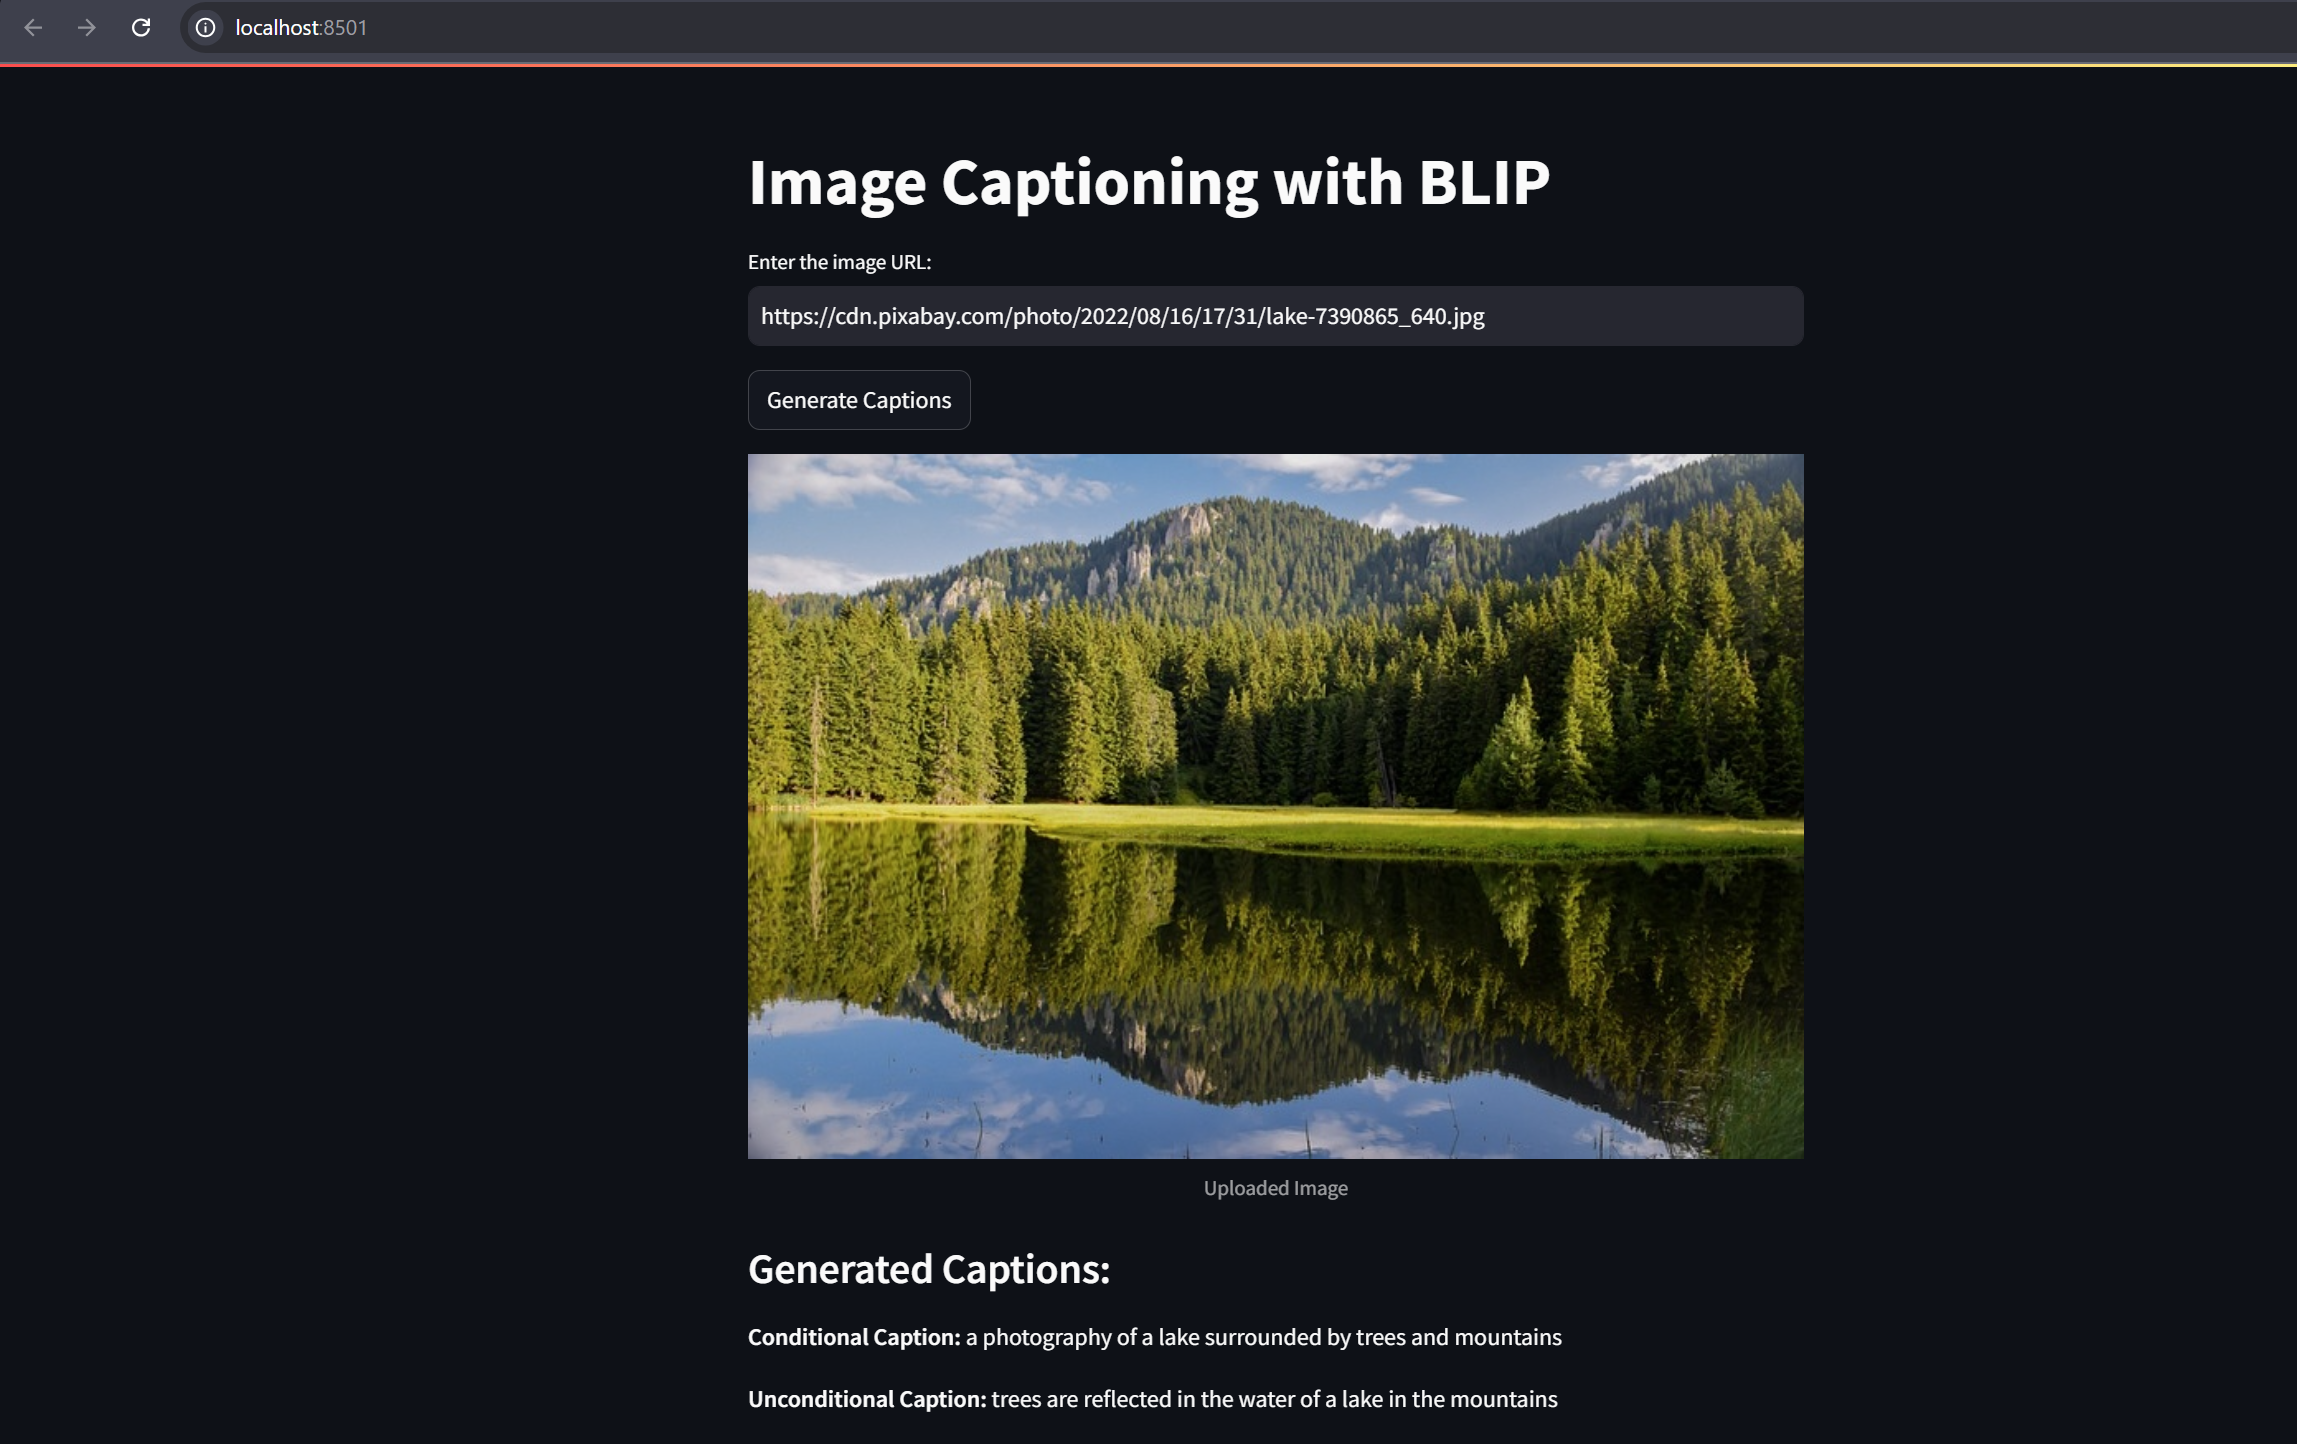 localhost:8501
Image Captioning with BLIP
Enter the image URL:
https://cdn.pixabay.com/photo/2022/08/16/17/31/lake-7390865_640.jpg
Generate Captions
Uploaded Image
Generated Captions:
Conditional Caption: a photography of a lake surrounded by trees and mountains
Unconditional Caption: trees are reflected in the water of a lake in the mountains